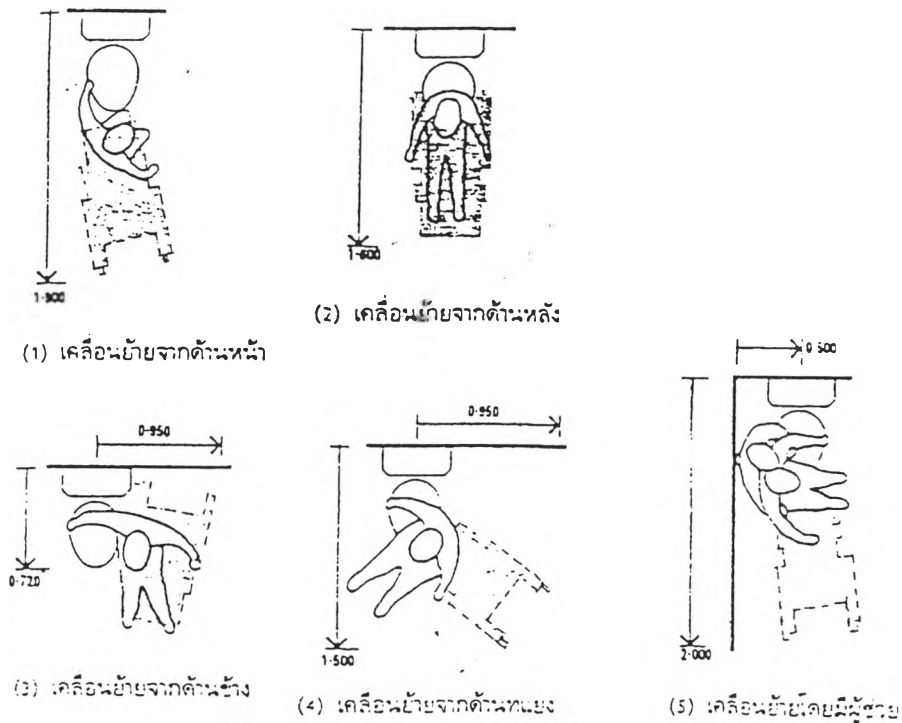 1·900
1·600
(2) เคลื่อนย้ายจากด้านหลัง
(1) เคลื่อนย้ายจากด้านหน้า
0·500
0·950
0·950
0·720
1·500
2·000
(3) เคลื่อนย้ายจากด้านข้าง
(4) เคลื่อนย้ายจากด้านทแยง
(5) เคลื่อนย้ายโดยมีผู้ช่วย